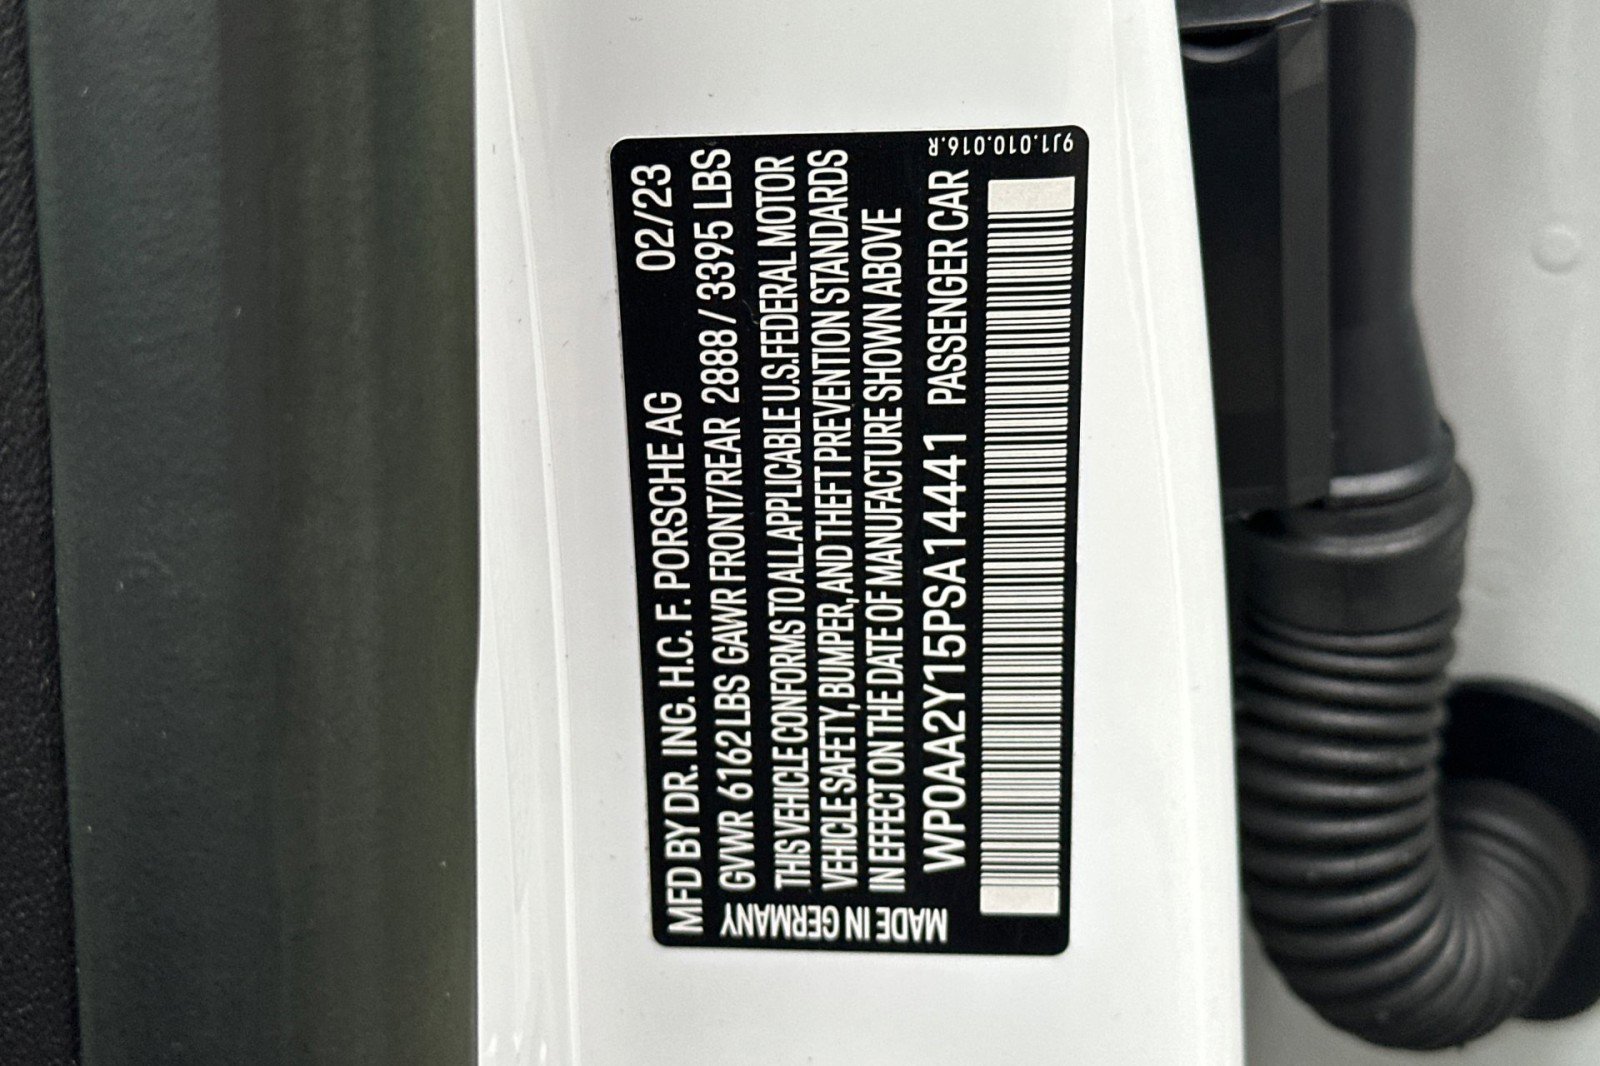 MFD BY DR. ING. H.C. F. PORSCHE AG 02/23
GVWR 6162 LBS GAWR FRONT/REAR 2888 / 3395 LBS
THIS VEHICLE CONFORMS TO ALL APPLICABLE U.S. FEDERAL MOTOR
VEHICLE SAFETY, BUMPER, AND THEFT PREVENTION STANDARDS
IN EFFECT ON THE DATE OF MANUFACTURE SHOWN ABOVE
WP0AA2Y15PSA14441 PASSENGER CAR
MADE IN GERMANY
9J1.010.016.R